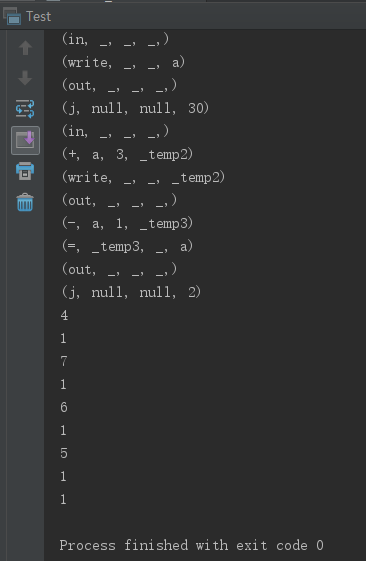 Test
(in, _, _, _,)
(write, _, _, a)
(out, _, _, _,)
(j, null, null, 30)
(in, _, _, _,)
(+, a, 3, _temp2)
(write, _, _, _temp2)
(out, _, _, _,)
(-, a, 1, _temp3)
(=, _temp3, _, a)
(out, _, _, _,)
(j, null, null, 2)
4
1
7
1
6
1
5
1
1
Process finished with exit code 0